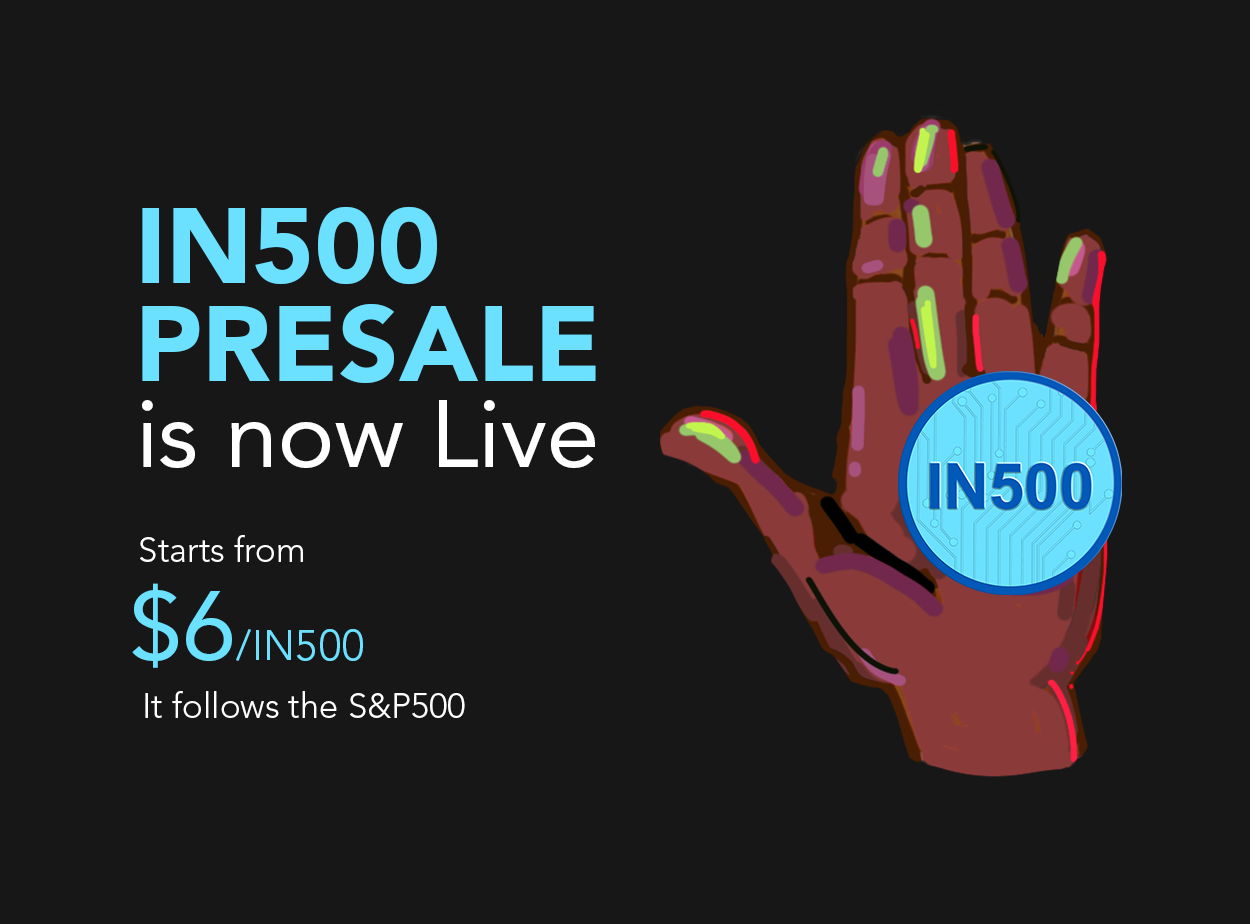 IN500
PRESALE
is now Live
Starts from
$6/IN500
It follows the S&P500
IN500